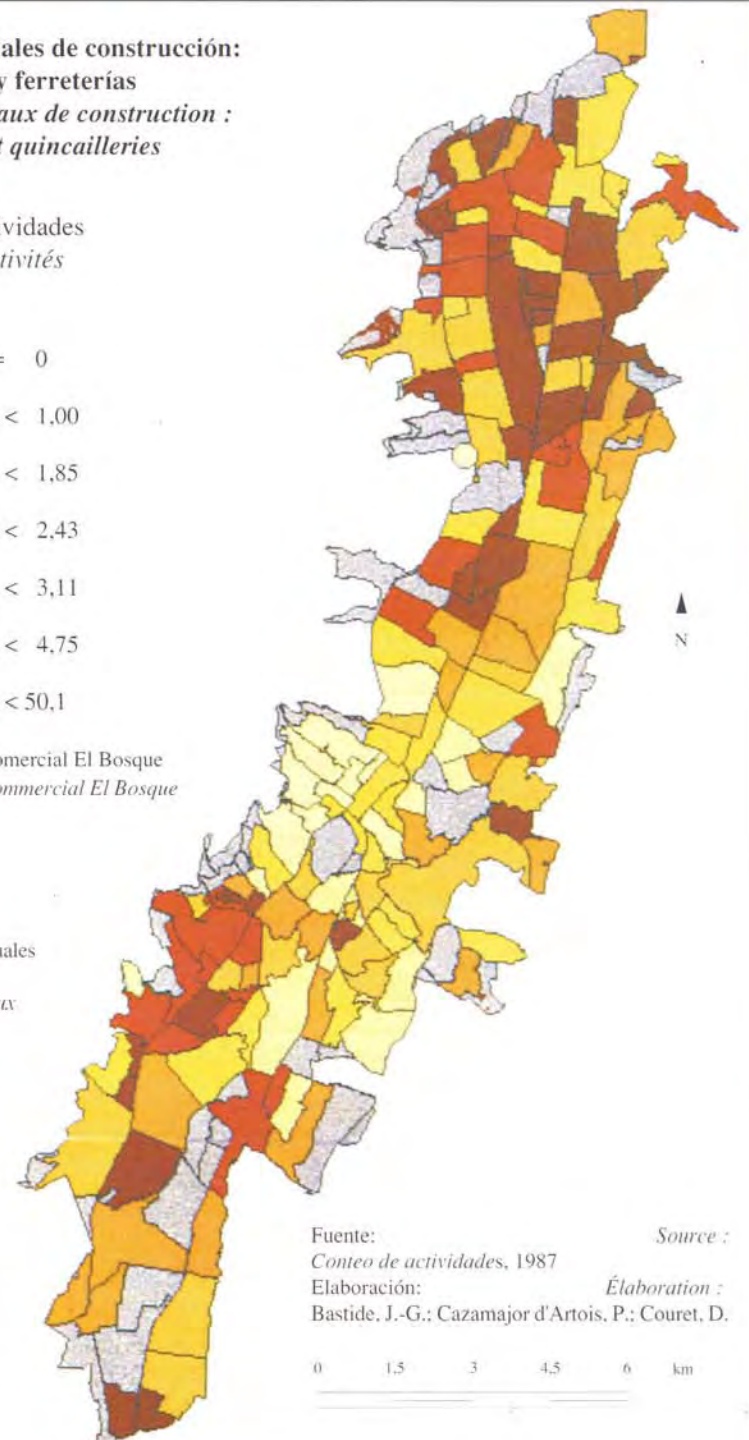 ales de construcción:
y ferreterías
aux de construction :
t quincailleries
vidades
tivités
= 0
< 1,00
< 1,85
< 2,43
< 3,11
< 4,75
< 50,1
omercial El Bosque
ommercial El Bosque
uales
ux
N
Fuente: Source :
Conteo de actividades, 1987
Elaboración: Élaboration :
Bastide, J.-G.; Cazamajor d'Artois, P.; Couret, D.
0 1,5 3 4,5 6 km